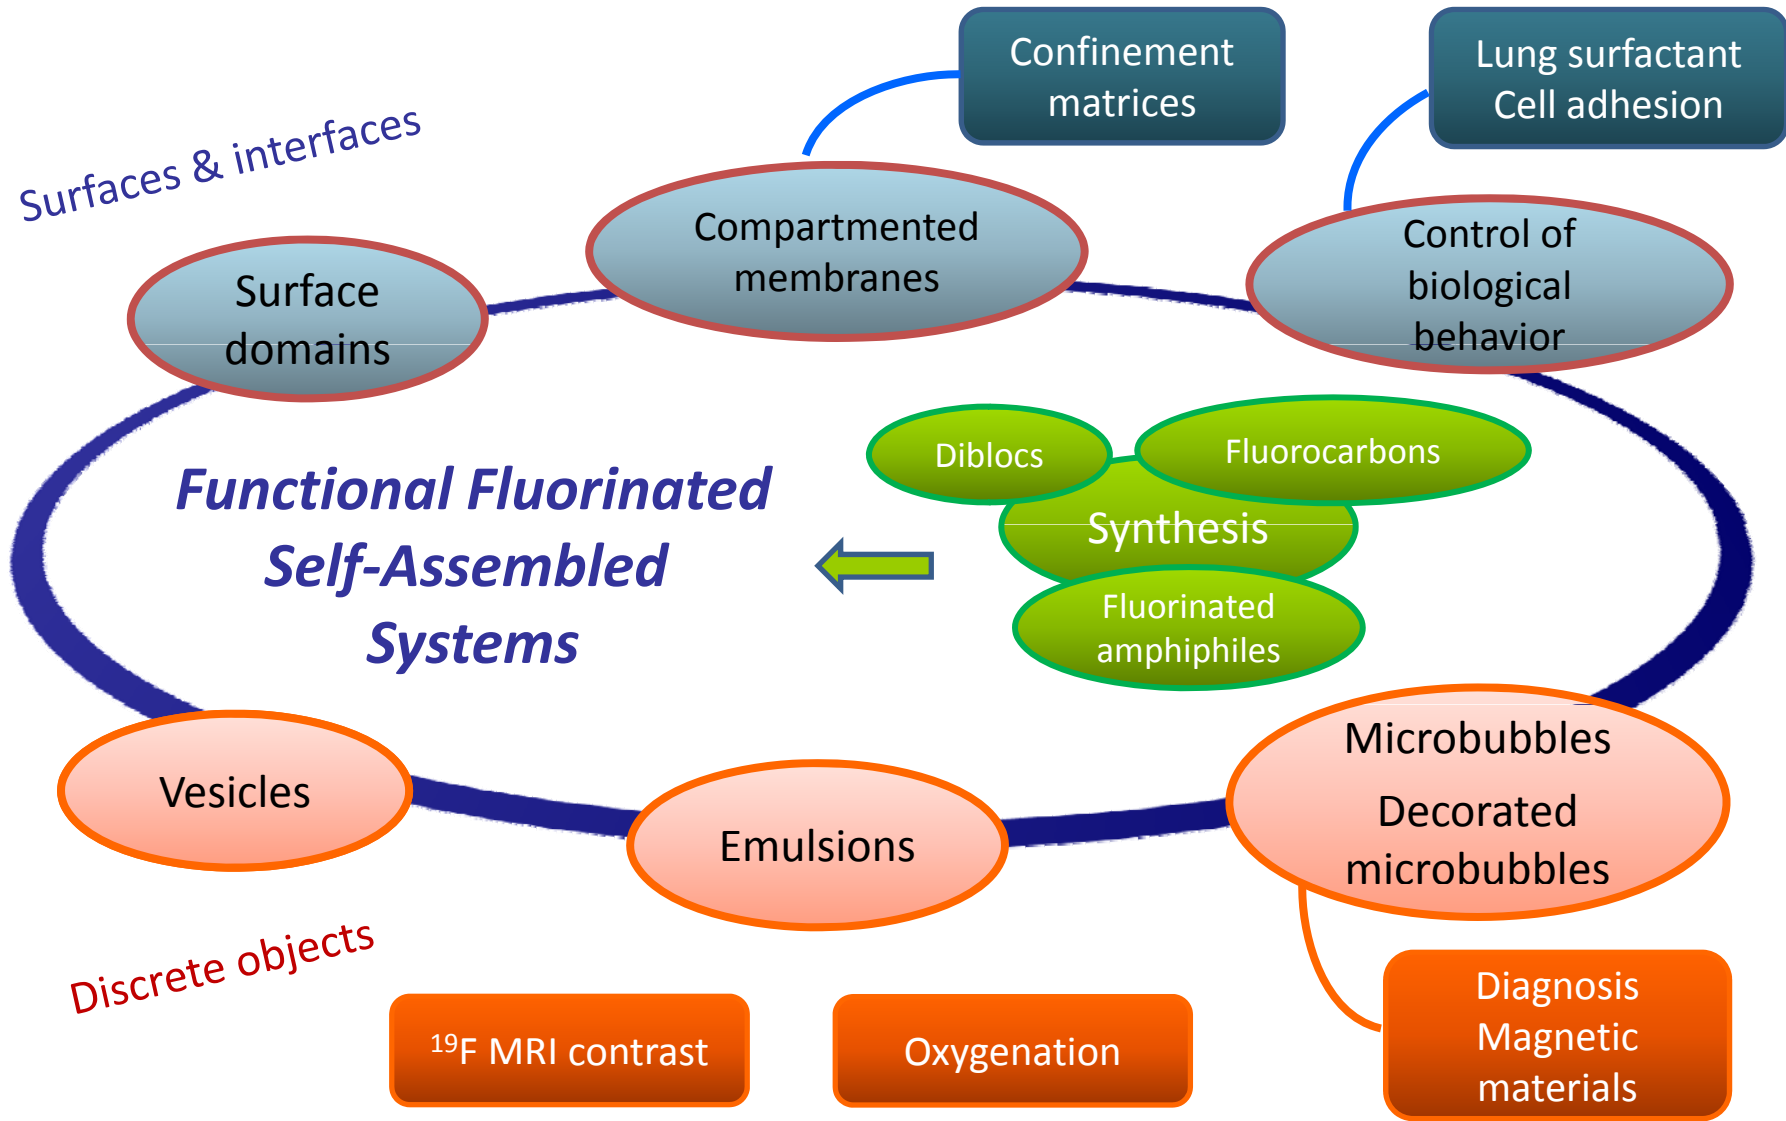 Confinement
matrices
Lung surfactant
Cell adhesion
Surfaces & interfaces
Compartmented
membranes
Control of
biological
behavior
Surface
domains
Diblocs
Fluorocarbons
Synthesis
Fluorinated
amphiphiles
Functional Fluorinated
Self-Assembled
Systems
Vesicles
Emulsions
Microbubbles
Decorated
microbubbles
Discrete objects
¹⁹F MRI contrast
Oxygenation
Diagnosis
Magnetic
materials